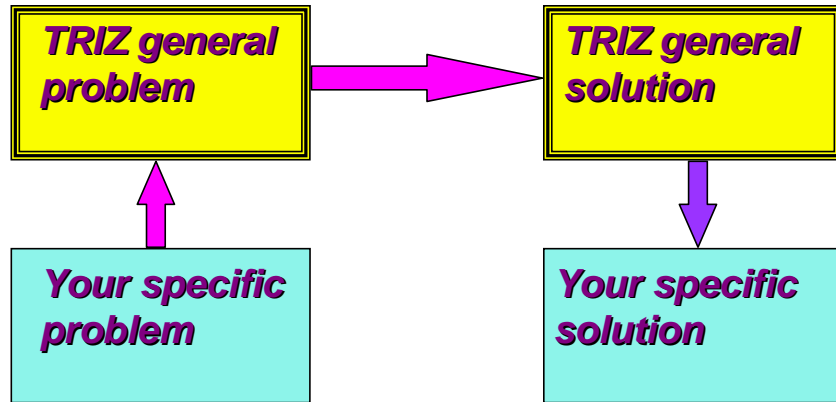 TRIZ general
problem
TRIZ general
solution
Your specific
problem
Your specific
solution